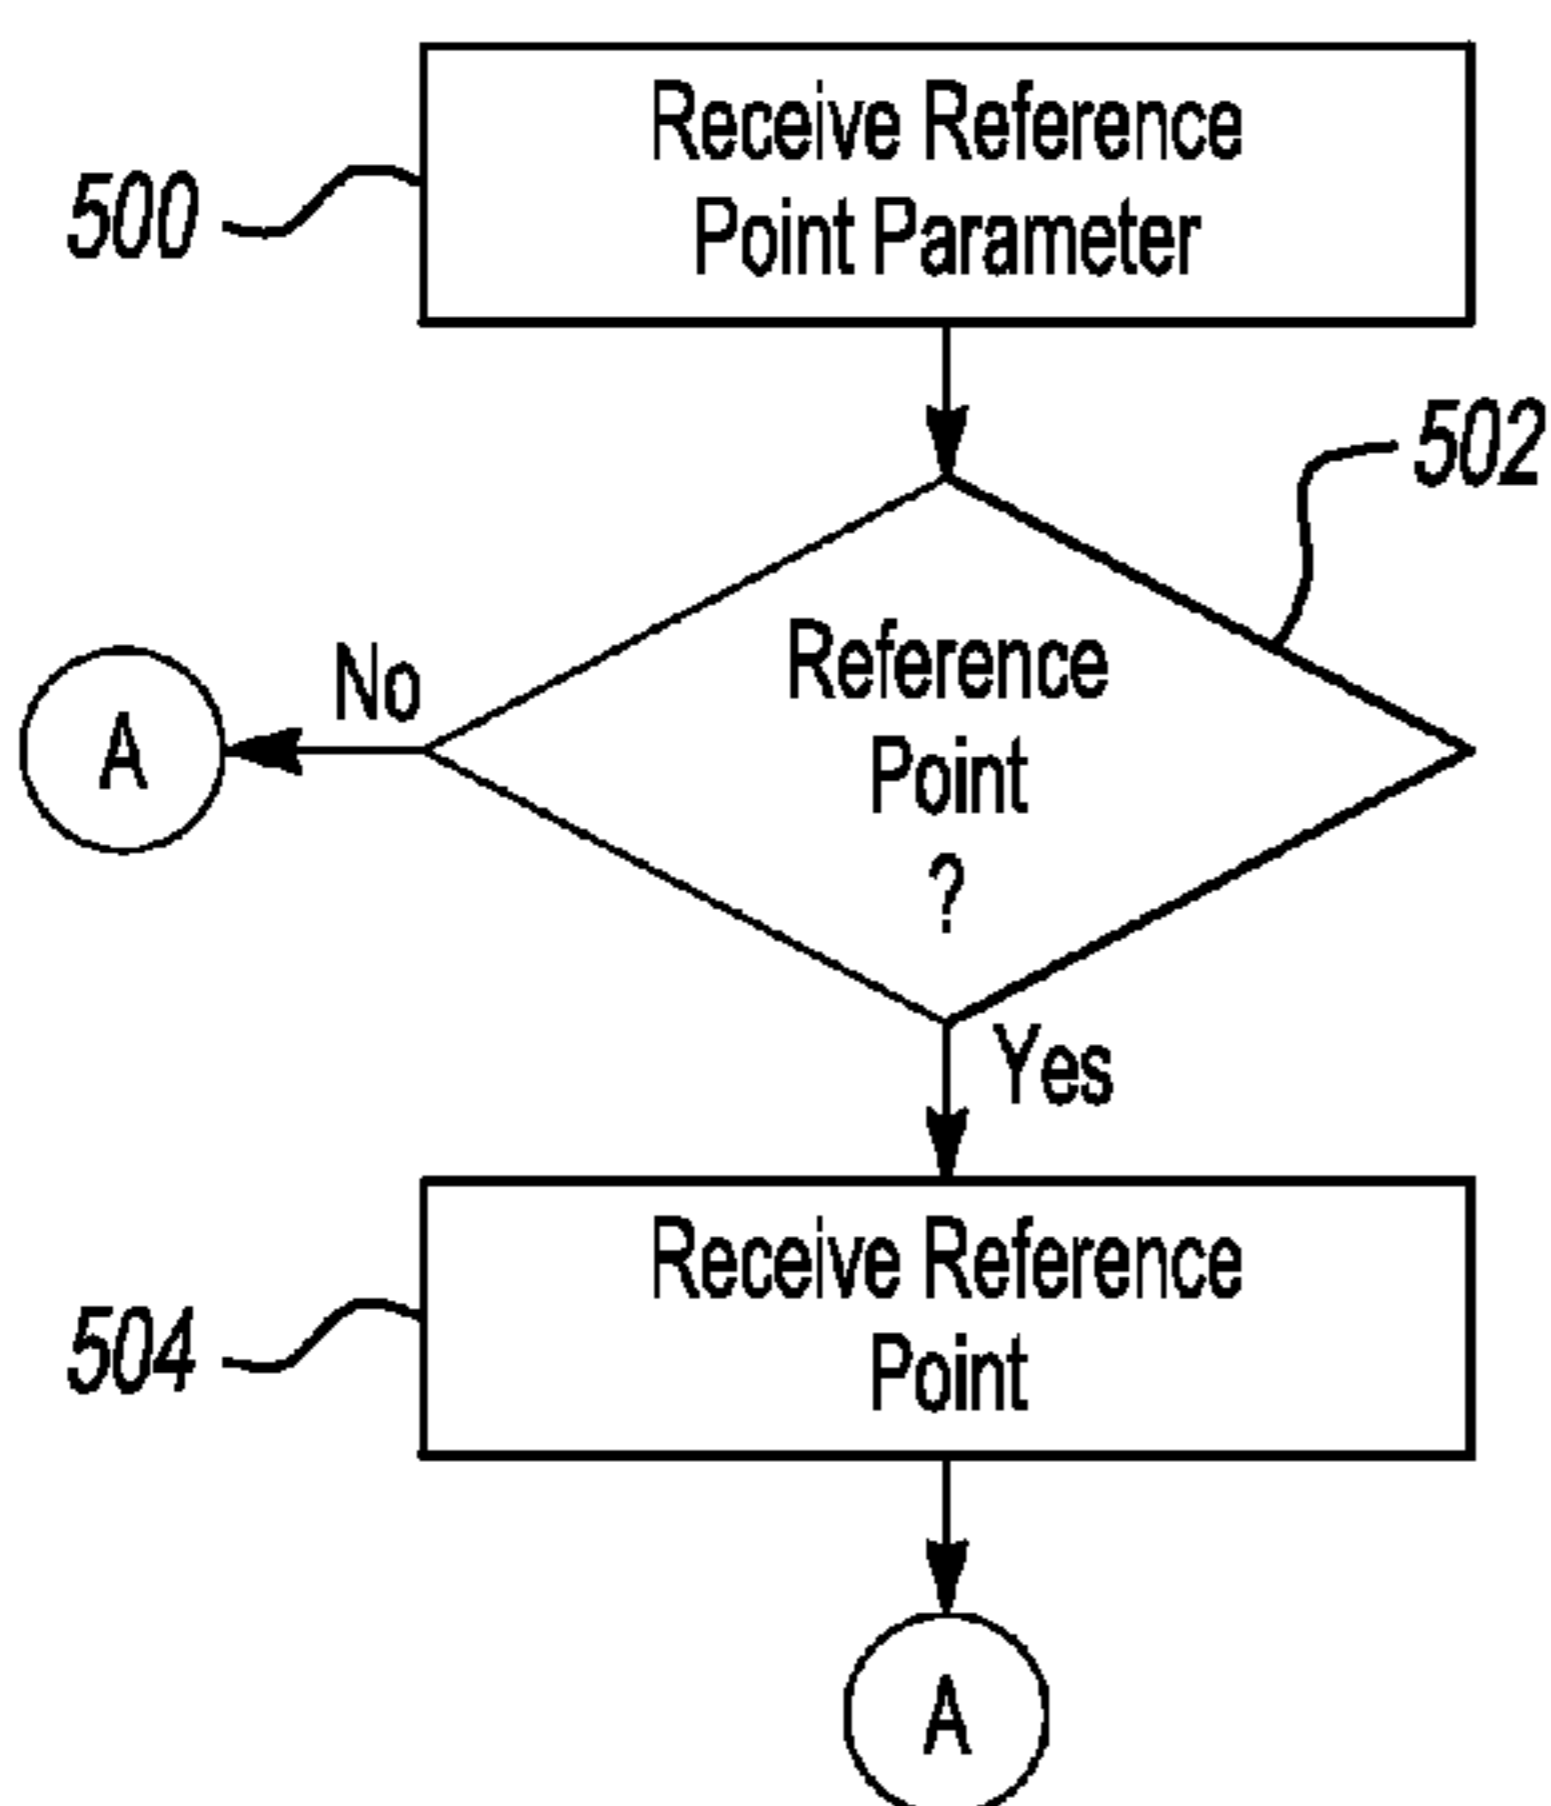 Receive Reference
Point Parameter
500
502
Reference
Point
?
No
A
Yes
Receive Reference
Point
504
A